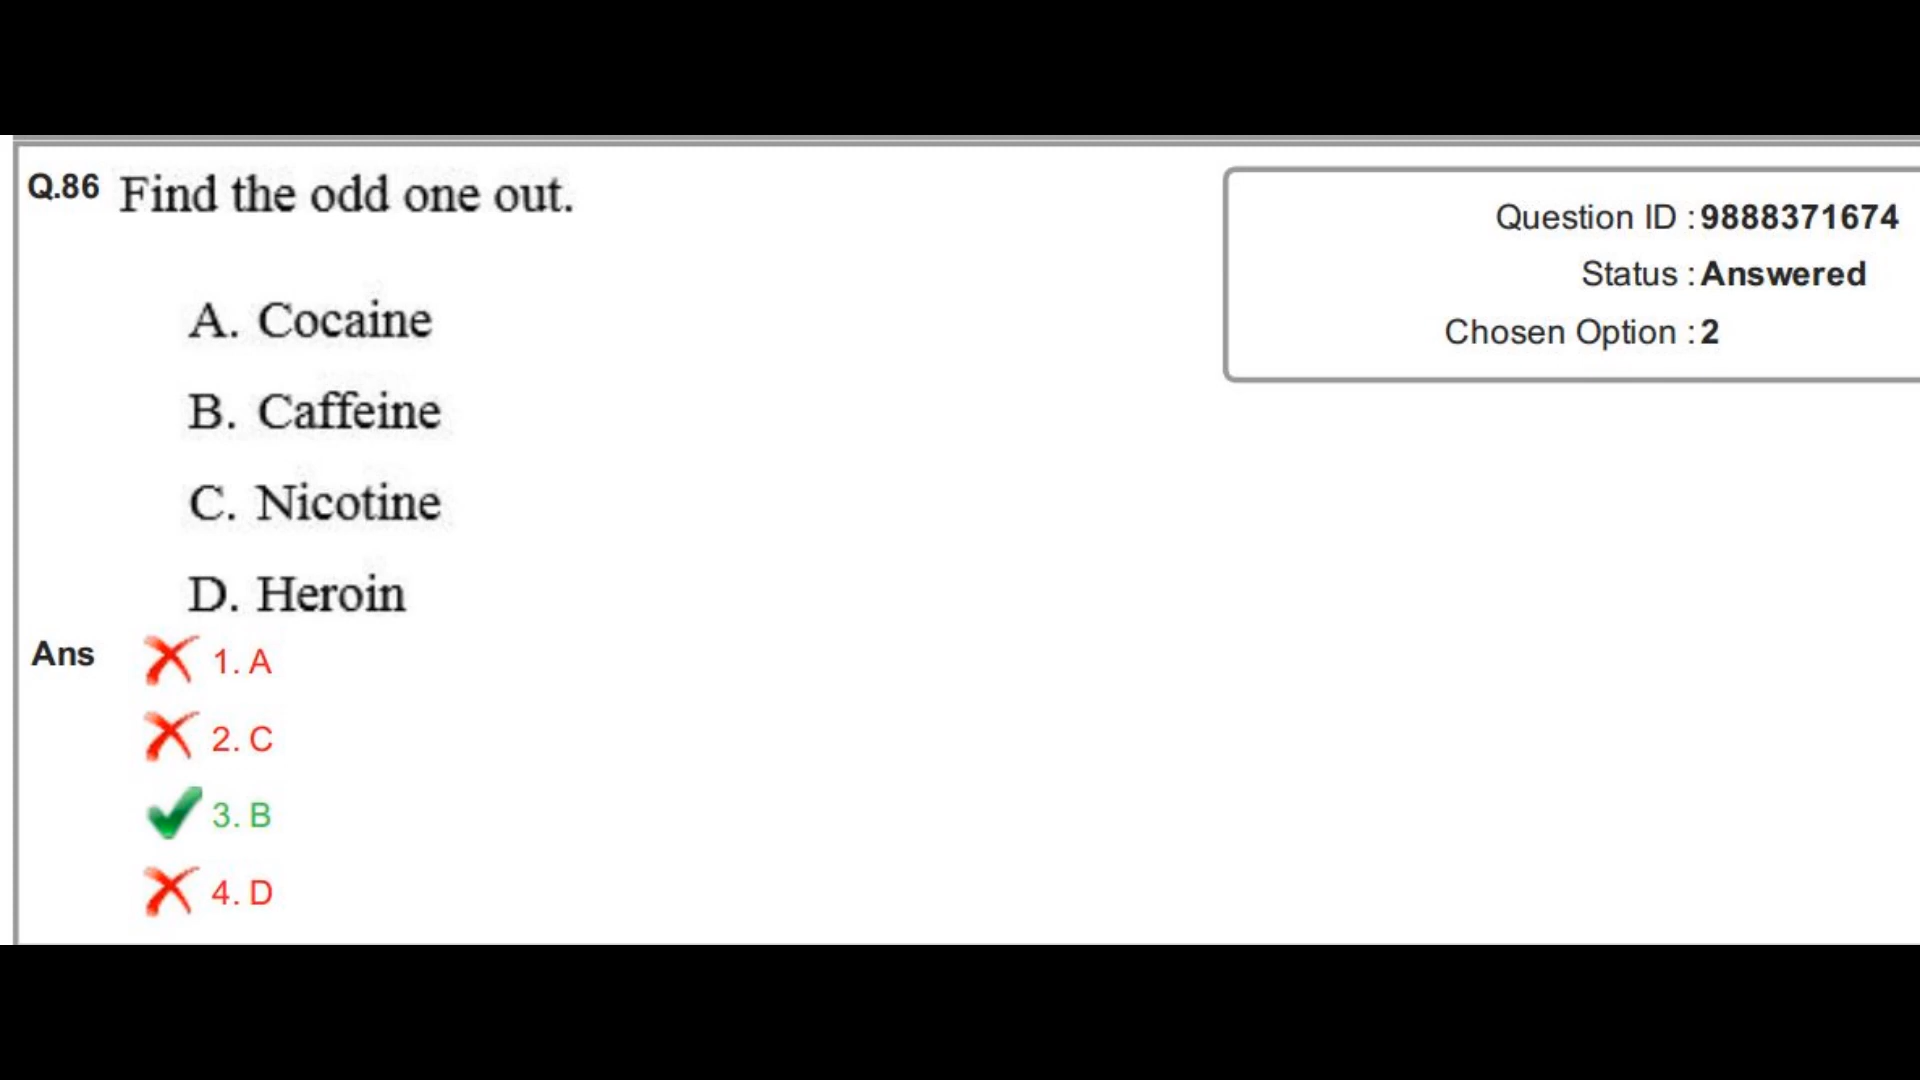 Q.86 Find the odd one out.
A. Cocaine
B. Caffeine
C. Nicotine
D. Heroin
Ans 1. A
2. C
3. B
4. D
Question ID : 9888371674
Status : Answered
Chosen Option : 2